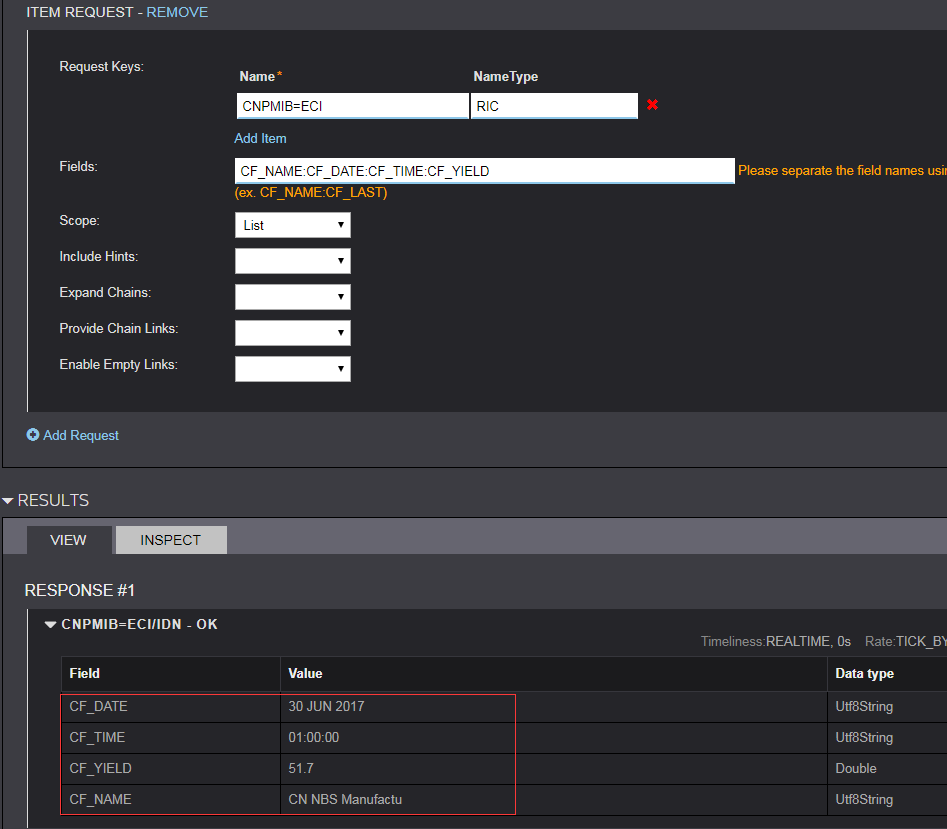 ITEM REQUEST - REMOVE
Request Keys:
Name* NameType
CNPMIB=ECI RIC
Add Item
Fields: CF_NAME:CF_DATE:CF_TIME:CF_YIELD Please separate the field names usin
(ex. CF_NAME:CF_LAST)
Scope: List
Include Hints:
Expand Chains:
Provide Chain Links:
Enable Empty Links:
Add Request
RESULTS
VIEW INSPECT
RESPONSE #1
CNPMIB=ECI/IDN - OK
Timeliness:REALTIME, 0s Rate:TICK_BY
Field Value Data type
CF_DATE 30 JUN 2017 Utf8String
CF_TIME 01:00:00 Utf8String
CF_YIELD 51.7 Double
CF_NAME CN NBS Manufactu Utf8String